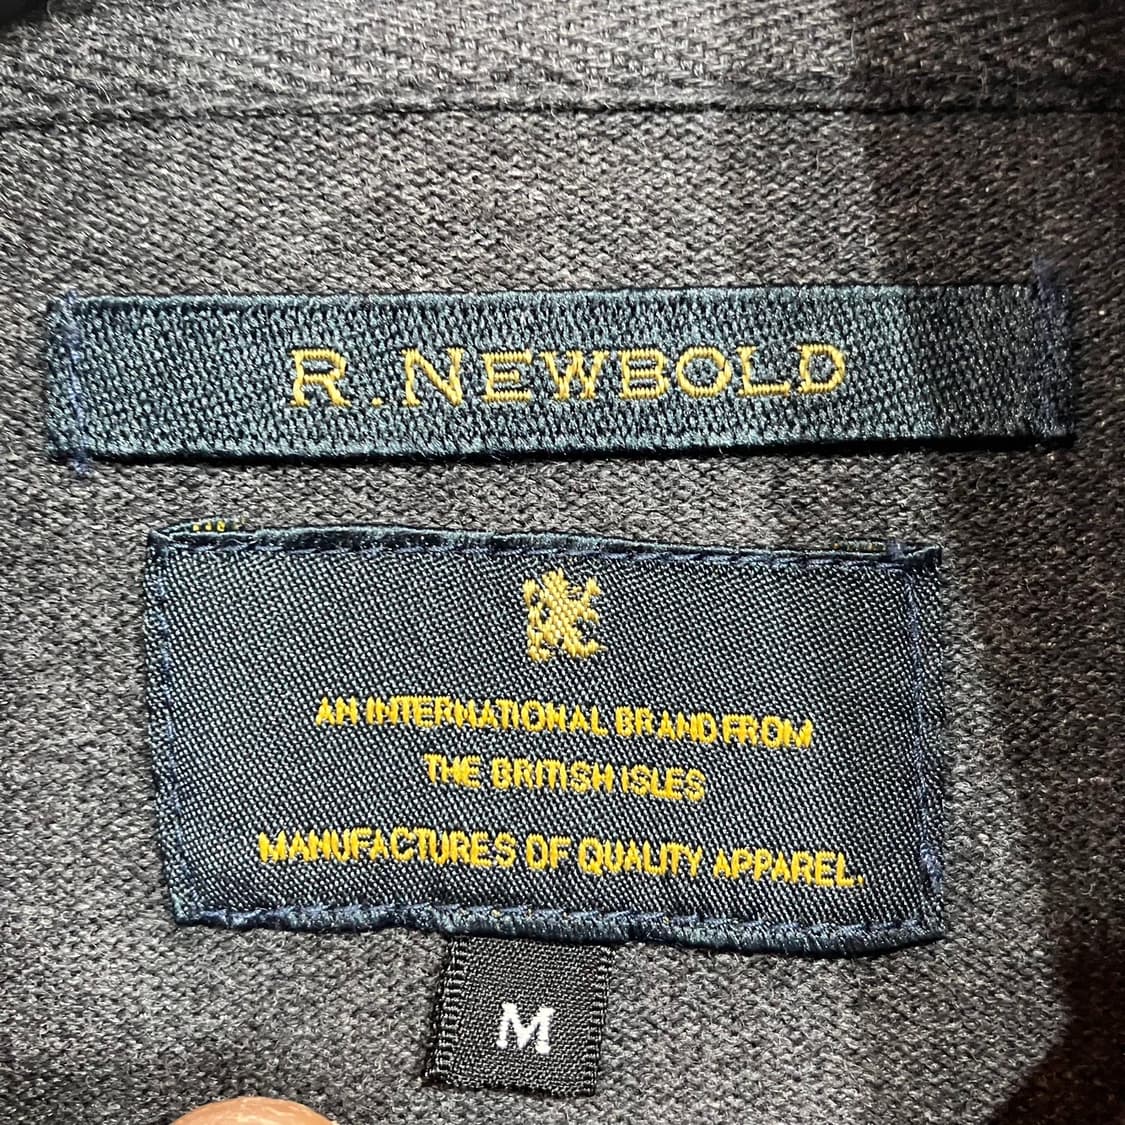 R. NEWBOLD
AN INTERNATIONAL BRAND FROM
THE BRITISH ISLES
MANUFACTURES OF QUALITY APPAREL.
M